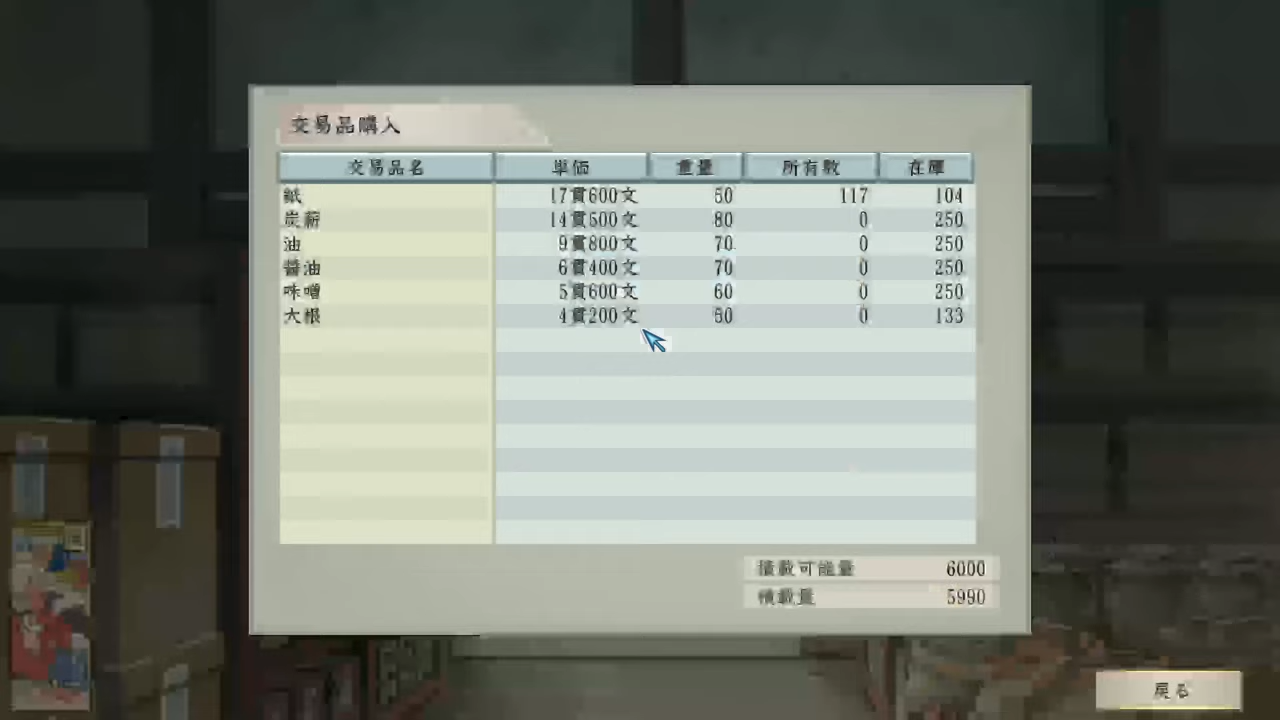 交易品購入
交易品名 単価 重量 所有数 在庫
紙 17貫600文 50 117 104
炭薪 14貫500文 80 0 250
油 9貫800文 70 0 250
醤油 6貫400文 70 0 250
味噌 5貫600文 60 0 250
大根 4貫200文 0 133
積載可能量 6000
積載量 5990
戻る